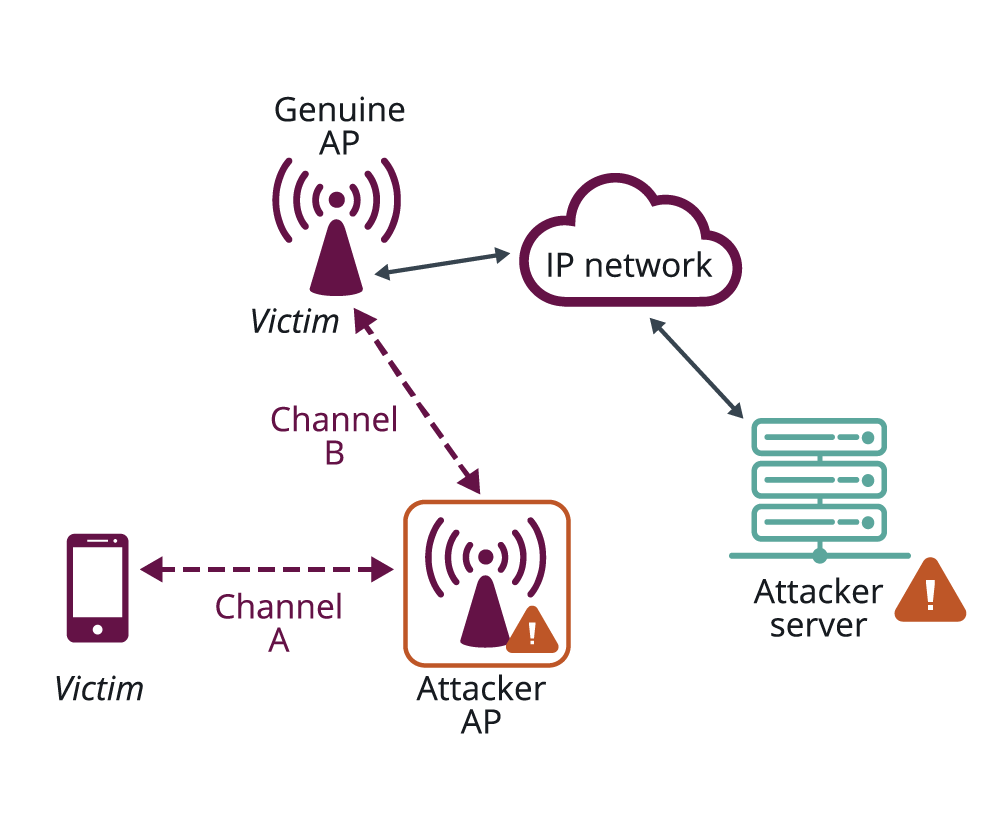 Genuine
AP
IP network
Victim
Channel
B
Channel
A
Victim
Attacker
AP
Attacker
server
!
!